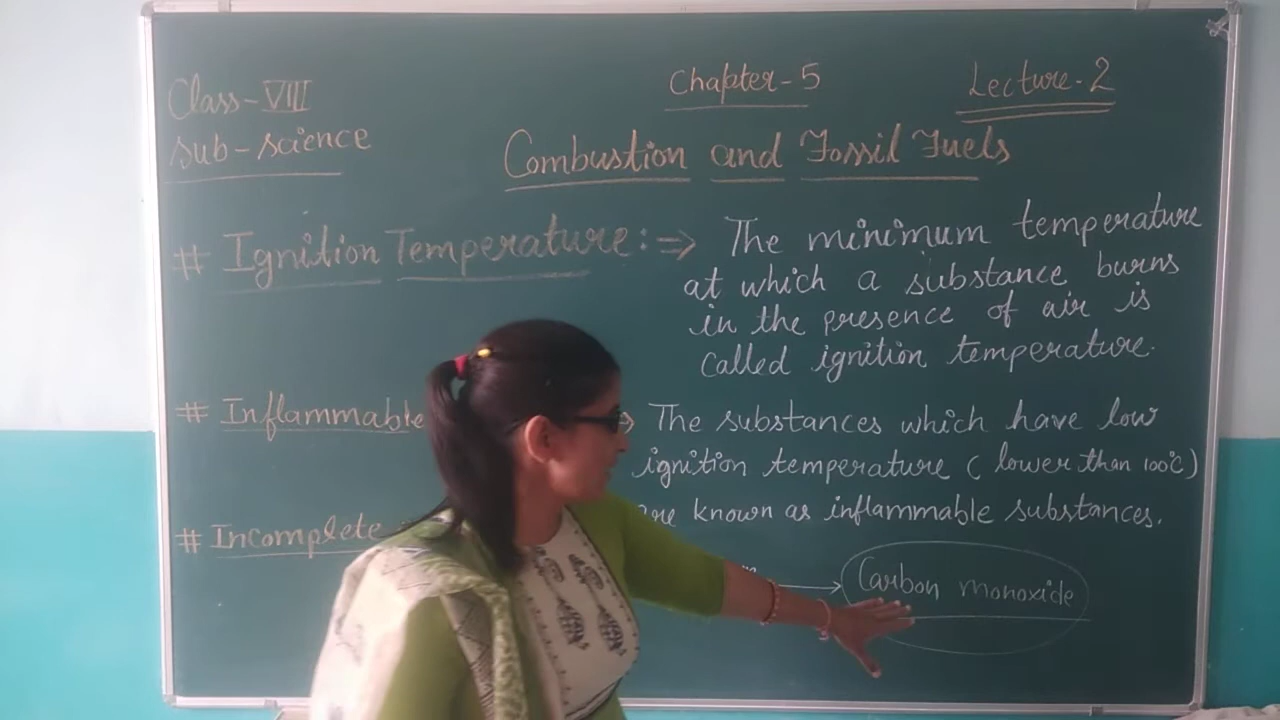 Class-VIII
Chapter-5
Lecture-2
Sub-science
Combustion and Fossil Fuels
# Ignition Temperature:⇒ The minimum temperature
at which a substance burns
in the presence of air is
called ignition temperature.
# Inflammable The substances which have low
ignition temperature (lower than 100°C)
are known as inflammable substances.
# Incomplete
→ Carbon monoxide